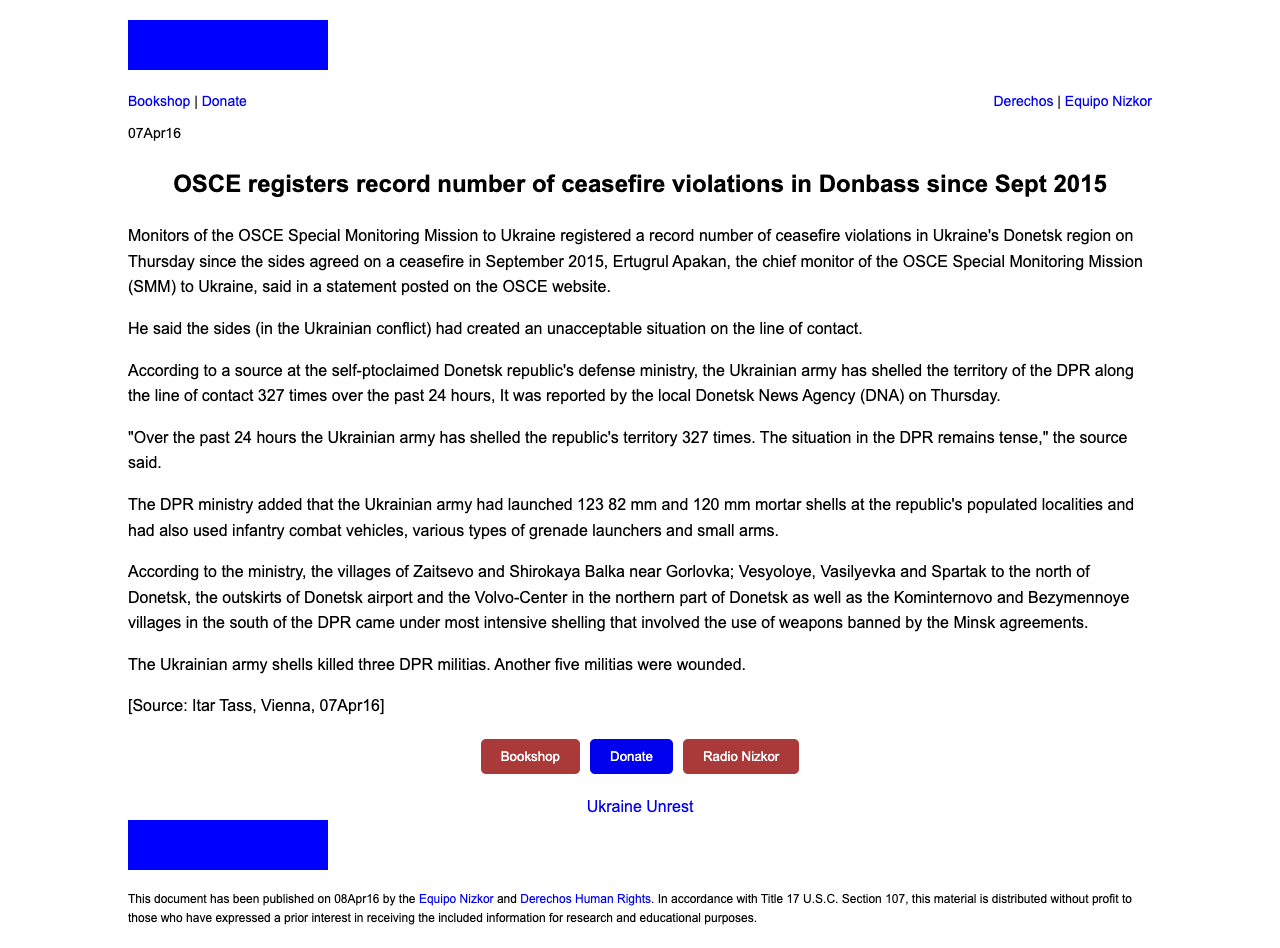 Bookshop | Donate
Derechos | Equipo Nizkor
07Apr16
OSCE registers record number of ceasefire violations in Donbass since Sept 2015
Monitors of the OSCE Special Monitoring Mission to Ukraine registered a record number of ceasefire violations in Ukraine's Donetsk region on
Thursday since the sides agreed on a ceasefire in September 2015, Ertugrul Apakan, the chief monitor of the OSCE Special Monitoring Mission
(SMM) to Ukraine, said in a statement posted on the OSCE website.
He said the sides (in the Ukrainian conflict) had created an unacceptable situation on the line of contact.
According to a source at the self-ptoclaimed Donetsk republic's defense ministry, the Ukrainian army has shelled the territory of the DPR along
the line of contact 327 times over the past 24 hours, It was reported by the local Donetsk News Agency (DNA) on Thursday.
"Over the past 24 hours the Ukrainian army has shelled the republic's territory 327 times. The situation in the DPR remains tense," the source
said.
The DPR ministry added that the Ukrainian army had launched 123 82 mm and 120 mm mortar shells at the republic's populated localities and
had also used infantry combat vehicles, various types of grenade launchers and small arms.
According to the ministry, the villages of Zaitsevo and Shirokaya Balka near Gorlovka; Vesyoloye, Vasilyevka and Spartak to the north of
Donetsk, the outskirts of Donetsk airport and the Volvo-Center in the northern part of Donetsk as well as the Kominternovo and Bezymennoye
villages in the south of the DPR came under most intensive shelling that involved the use of weapons banned by the Minsk agreements.
The Ukrainian army shells killed three DPR militias. Another five militias were wounded.
[Source: Itar Tass, Vienna, 07Apr16]
Bookshop Donate Radio Nizkor
Ukraine Unrest
This document has been published on 08Apr16 by the Equipo Nizkor and Derechos Human Rights. In accordance with Title 17 U.S.C. Section 107, this material is distributed without profit to
those who have expressed a prior interest in receiving the included information for research and educational purposes.